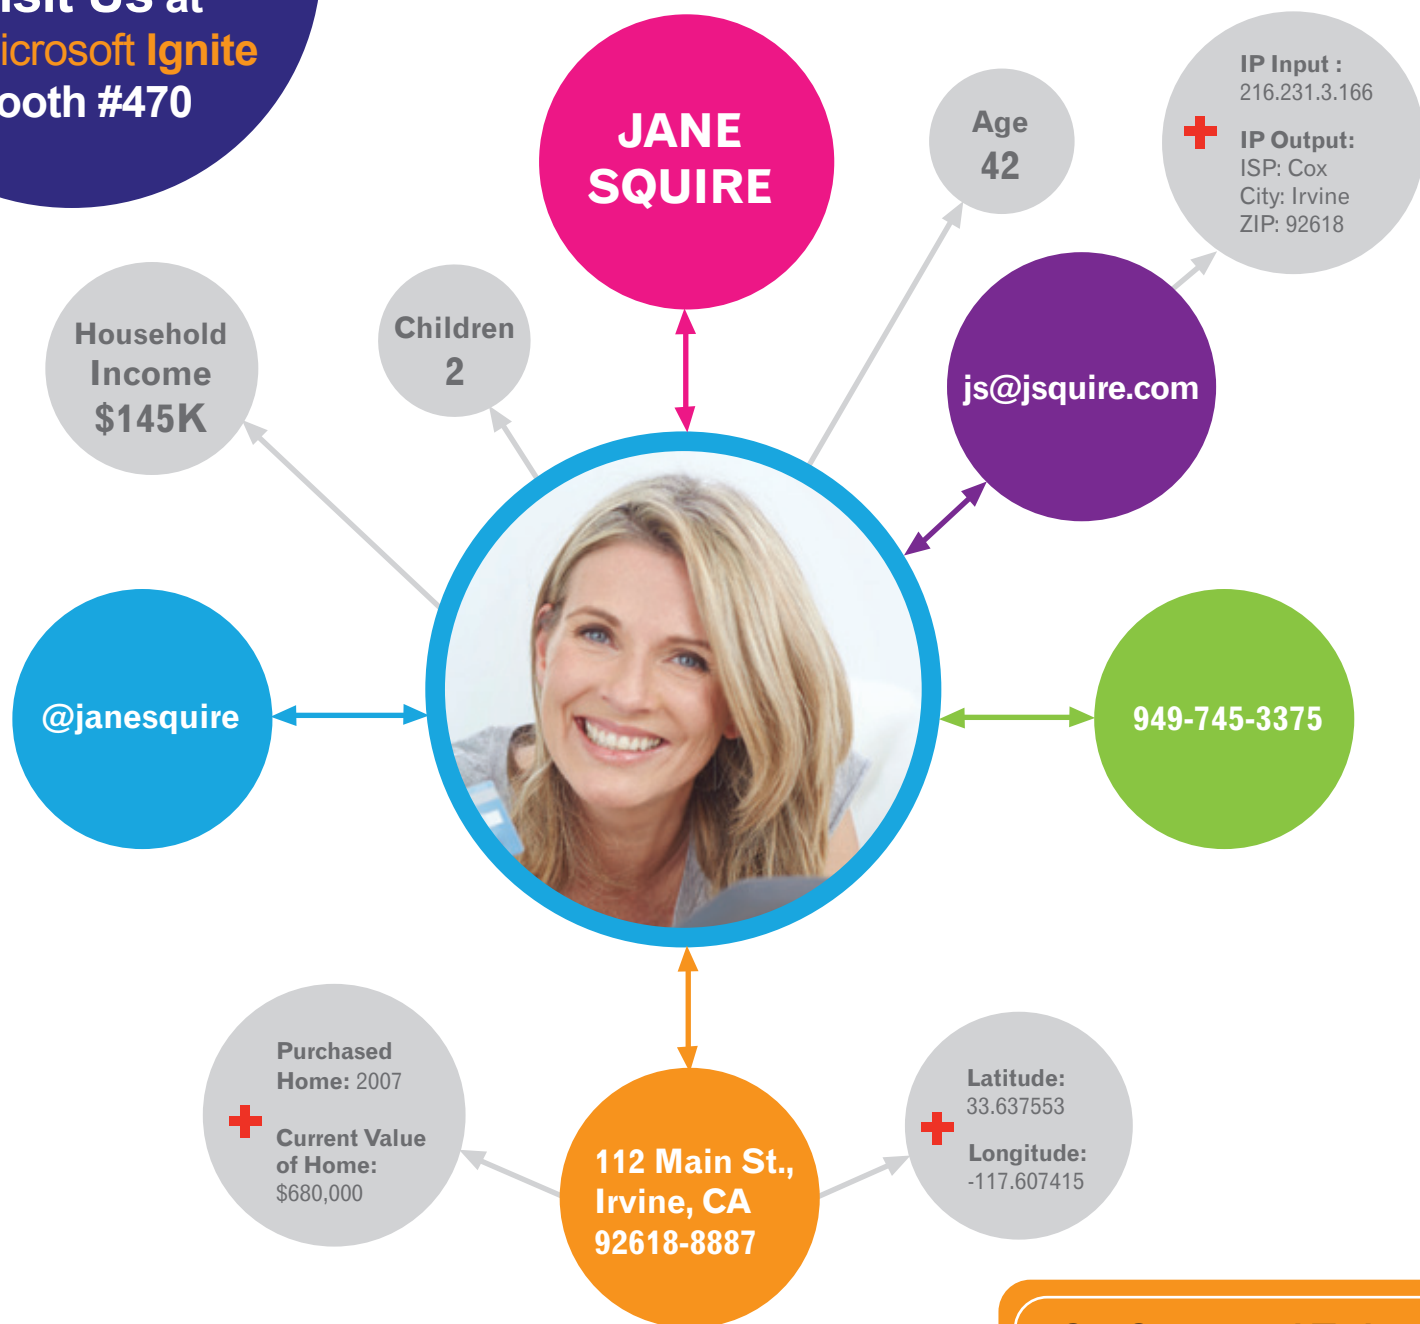 Us at
Ignite
#470
JANE
SQUIRE
Age
42
IP Input :
216.231.3.166
IP Output:
ISP: Cox
City: Irvine
ZIP: 92618
Household
Income
$145K
Children
2
js@jsquire.com
@janesquire
949-745-3375
Purchased
Home: 2007
Current Value
of Home:
$680,000
112 Main St.,
Irvine, CA
92618-8887
Latitude:
33.637553
Longitude:
-117.607415